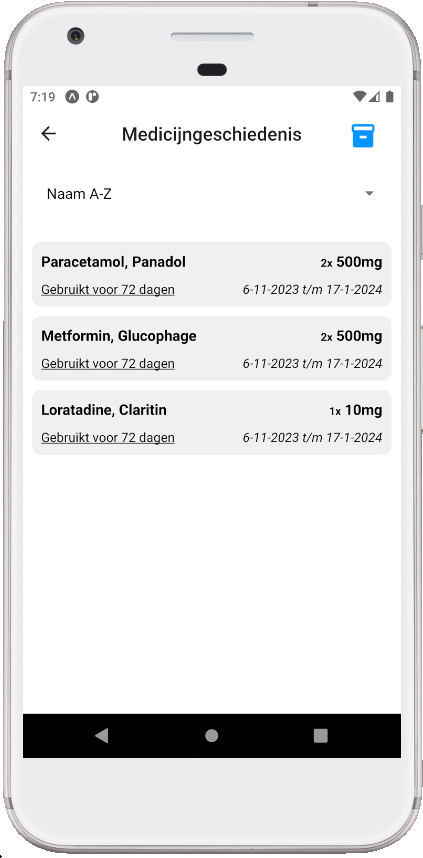 7:19
Medicijngeschiedenis
Naam A-Z
Paracetamol, Panadol 2x 500mg
Gebruikt voor 72 dagen 6-11-2023 t/m 17-1-2024
Metformin, Glucophage 2x 500mg
Gebruikt voor 72 dagen 6-11-2023 t/m 17-1-2024
Loratadine, Claritin 1x 10mg
Gebruikt voor 72 dagen 6-11-2023 t/m 17-1-2024